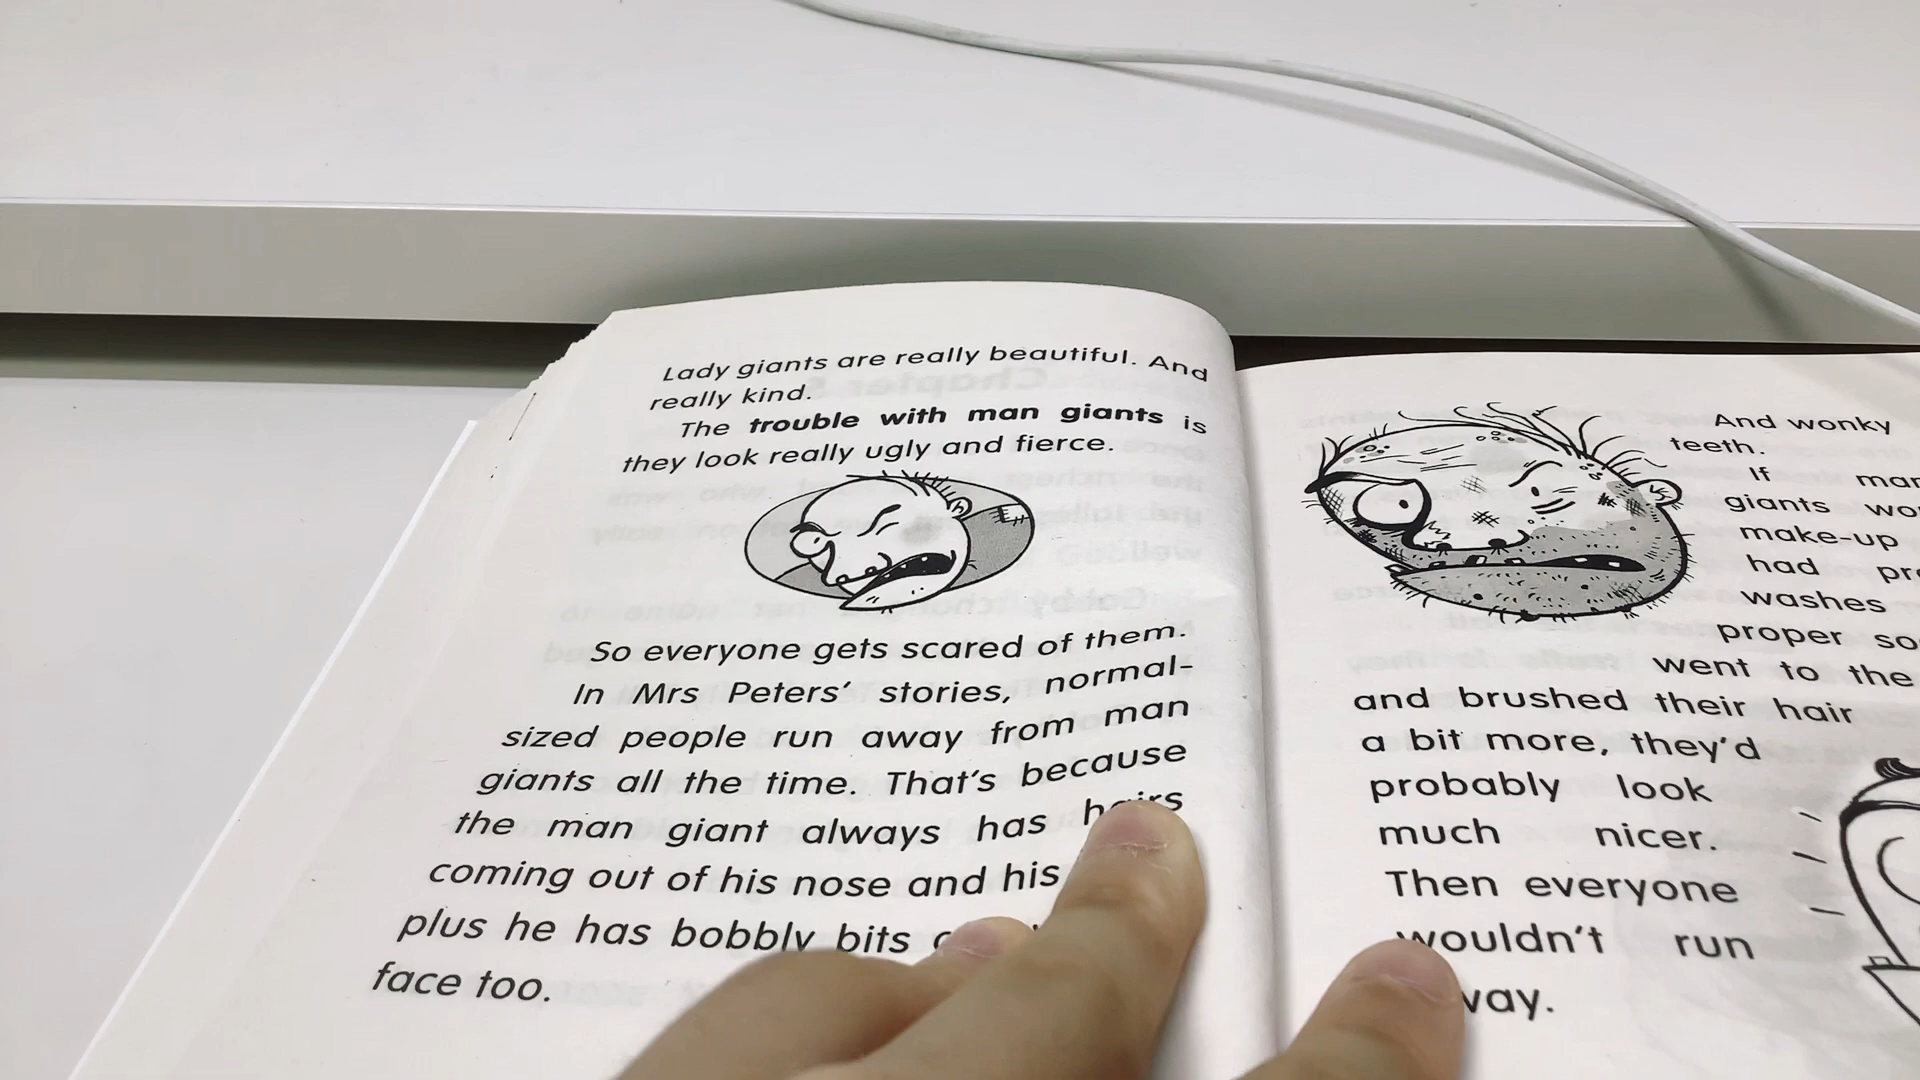 Lady giants are really beautiful. And
really kind.
The trouble with man giants is
they look really ugly and fierce.
So everyone gets scared of them.
In Mrs Peters' stories, normal-
sized people run away from man
giants all the time. That's because
the man giant always has hairs
coming out of his nose and his
plus he has bobbly bits
face too.
And wonky
teeth.
If
giants
make-up
had
washes
proper
went to the
and brushed their hair
a bit more, they'd
probably look
much nicer.
Then everyone
wouldn't run